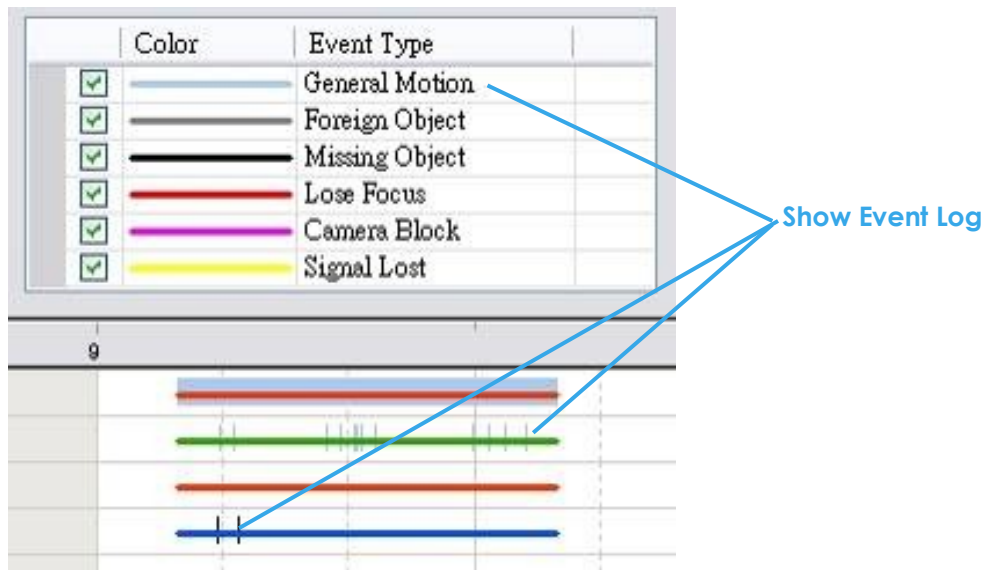 Color Event Type
General Motion
Foreign Object
Missing Object
Lose Focus
Camera Block
Signal Lost
Show Event Log
9